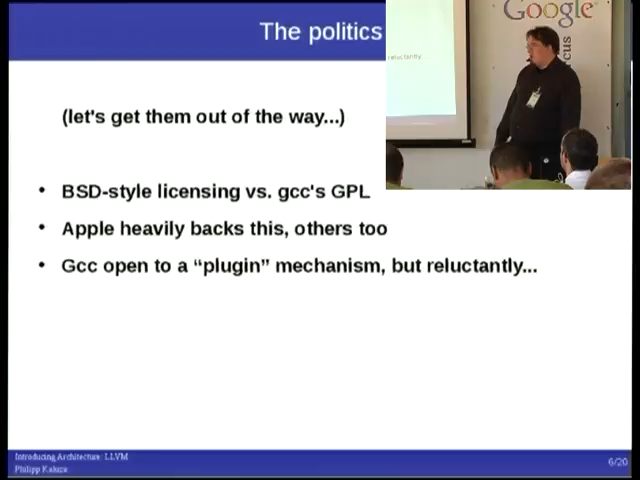 The politics
(let's get them out of the way...)
• BSD-style licensing vs. gcc's GPL
• Apple heavily backs this, others too
• Gcc open to a “plugin” mechanism, but reluctantly...
Google
Introducing Architecture: LLVM
Philipp
6/20